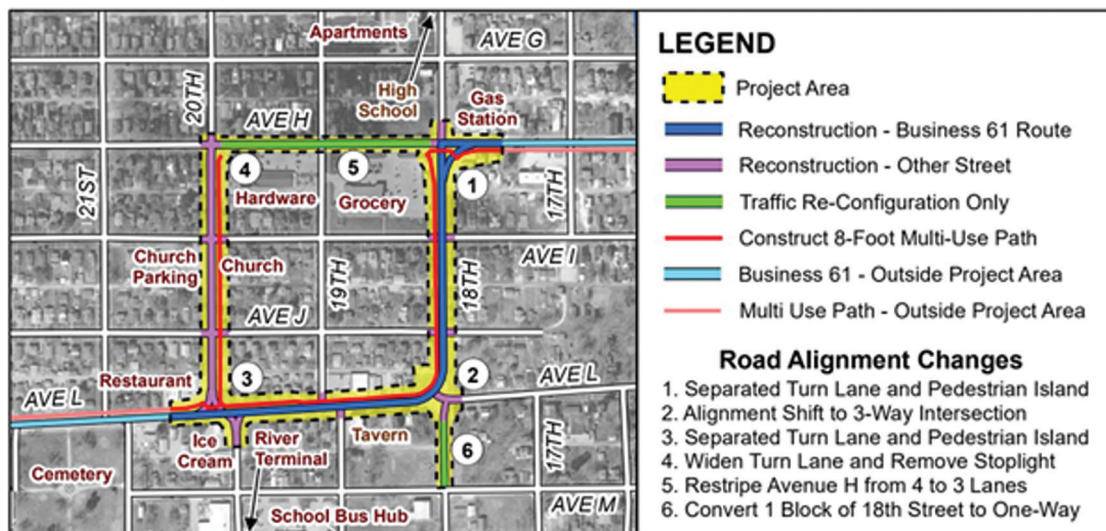 Apartments
AVE G
High
School
Gas
Station
20TH
AVE H
4
5
1
Hardware
Grocery
21ST
17TH
Church
Parking
Church
19TH
18TH
AVE I
AVE J
Restaurant
3
2
AVE L
AVE L
Ice
Cream
River
Terminal
Tavern
6
17TH
Cemetery
School Bus Hub
AVE M
LEGEND
Project Area
Reconstruction - Business 61 Route
Reconstruction - Other Street
Traffic Re-Configuration Only
Construct 8-Foot Multi-Use Path
Business 61 - Outside Project Area
Multi Use Path - Outside Project Area
Road Alignment Changes
1. Separated Turn Lane and Pedestrian Island
2. Alignment Shift to 3-Way Intersection
3. Separated Turn Lane and Pedestrian Island
4. Widen Turn Lane and Remove Stoplight
5. Restripe Avenue H from 4 to 3 Lanes
6. Convert 1 Block of 18th Street to One-Way